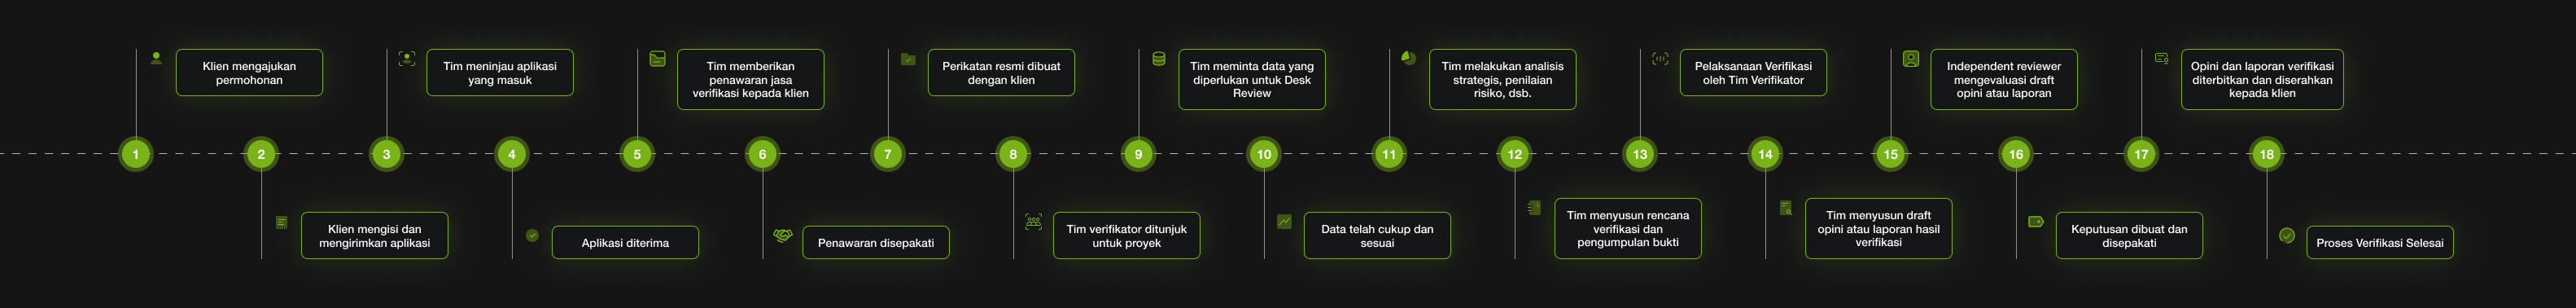 1
Klien mengajukan
permohonan
2
Klien mengisi dan
mengirimkan aplikasi
3
Tim meninjau aplikasi
yang masuk
4
Aplikasi diterima
5
Tim memberikan
penawaran jasa
verifikasi kepada klien
6
Penawaran disepakati
7
Perikatan resmi dibuat
dengan klien
8
Tim verifikator ditunjuk
untuk proyek
9
Tim meminta data yang
diperlukan untuk Desk
Review
10
Data telah cukup dan
sesuai
11
Tim melakukan analisis
strategis, penilaian
risiko, dsb.
12
Tim menyusun rencana
verifikasi dan
pengumpulan bukti
13
Pelaksanaan Verifikasi
oleh Tim Verifikator
14
Tim menyusun draft
opini atau laporan hasil
verifikasi
15
Independent reviewer
mengevaluasi draft
opini atau laporan
16
Keputusan dibuat dan
disepakati
17
Opini dan laporan verifikasi
diterbitkan dan diserahkan
kepada klien
18
Proses Verifikasi Selesai